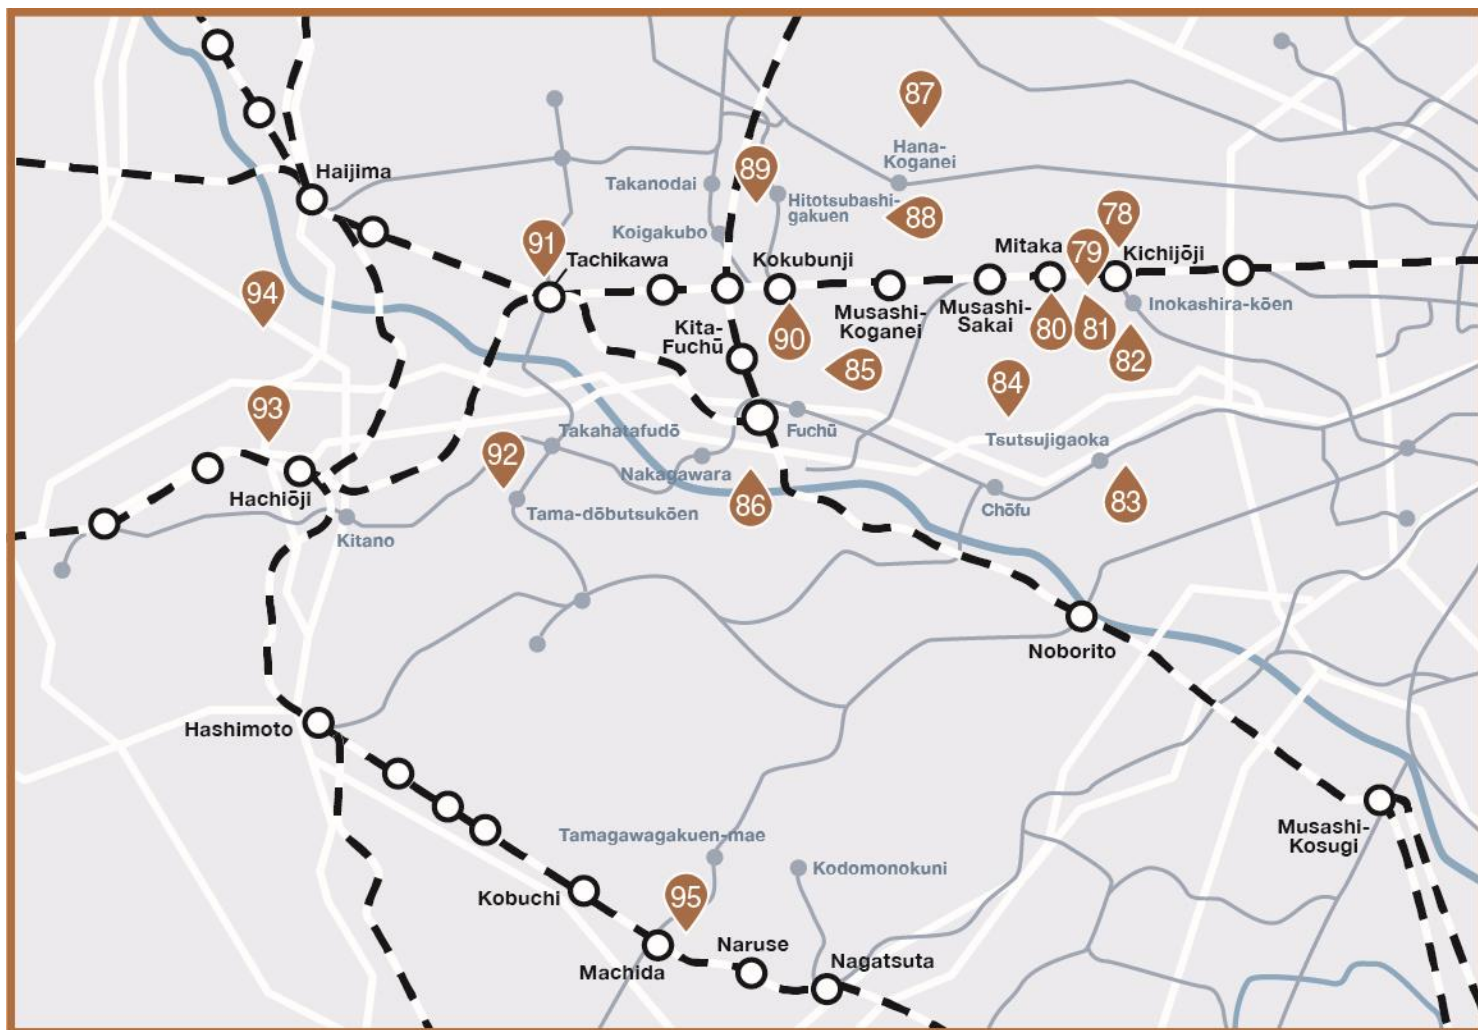 87
Hana-
Koganei
Haijima
89
Takanodai
Hitotsubashi-
gakuen
88
78
Koigakubo
91
Tachikawa
Kokubunji
Mitaka
79
Kichijōji
94
Musashi-
Koganei
Musashi-
Sakai
Inokashira-kōen
Kita-
Fuchū
90
80
81
82
85
84
93
Takahatafudō
Fuchū
Tsutsujigaoka
92
Nakagawara
Hachiōji
86
83
Tama-dōbutsukōen
Chōfu
Kitano
Noborito
Hashimoto
Tamagawagakuen-mae
Kodomonokuni
Musashi-
Kosugi
Kobuchi
95
Naruse
Machida
Nagatsuta